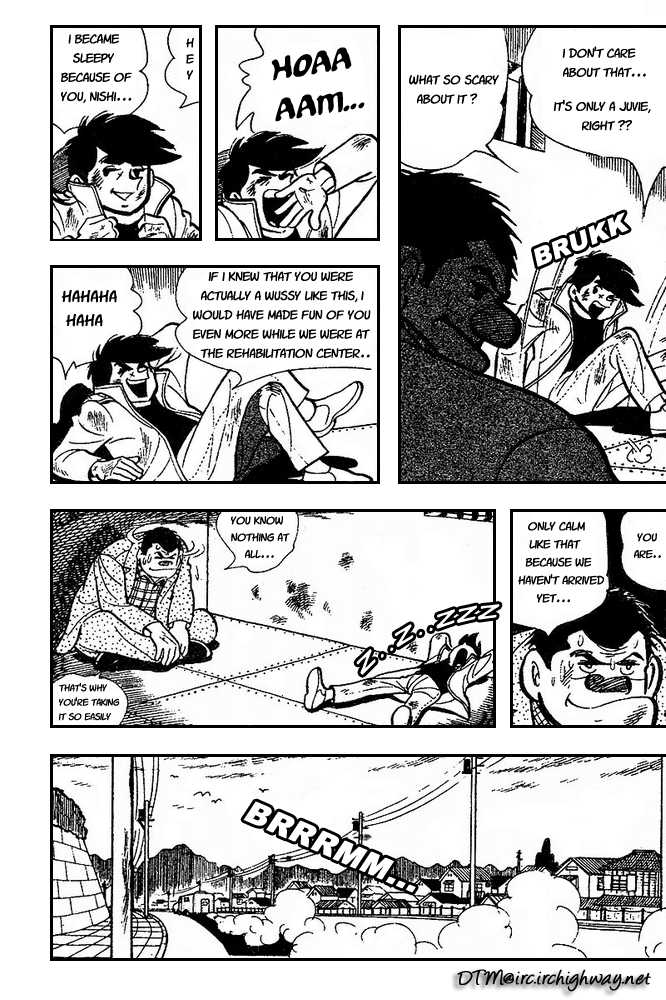 I DON'T CARE
ABOUT THAT...
IT'S ONLY A JUVIE,
RIGHT ??
WHAT SO SCARY
ABOUT IT ?
BRUKK
HOAA
AAM...
H
E
Y
I BECAME
SLEEPY
BECAUSE OF
YOU, NISHI...
IF I KNEW THAT YOU WERE
ACTUALLY A WUSSY LIKE THIS, I
WOULD HAVE MADE FUN OF YOU
EVEN MORE WHILE WE WERE AT
THE REHABILITATION CENTER..
HAHAHA
HAHA
YOU
ARE..
ONLY CALM
LIKE THAT
BECAUSE WE
HAVEN'T ARRIVED
YET...
YOU KNOW
NOTHING AT
ALL...
Z..Z..ZZZ
THAT'S WHY
YOU'RE TAKING
IT SO EASILY
BRRRMM...
DTM@irc.irchighway.net